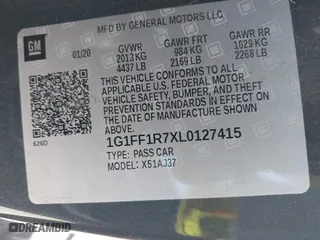 GM
MFD BY GENERAL MOTORS LLC
01/20
GVWR GAWR FRT GAWR RR
2013 KG 984 KG 1029 KG
4437 LB 2169 LB 2268 LB
THIS VEHICLE CONFORMS TO ALL APPLICABLE
U.S. FEDERAL MOTOR VEHICLE
SAFETY, BUMPER, AND THEFT
PREVENTION STANDARDS IN EFFECT
ON THE DATE OF MANUFACTURE
SHOWN ABOVE.
626D
1G1FF1R7XL0127415
TYPE: PASS CAR
MODEL: X51AJ37